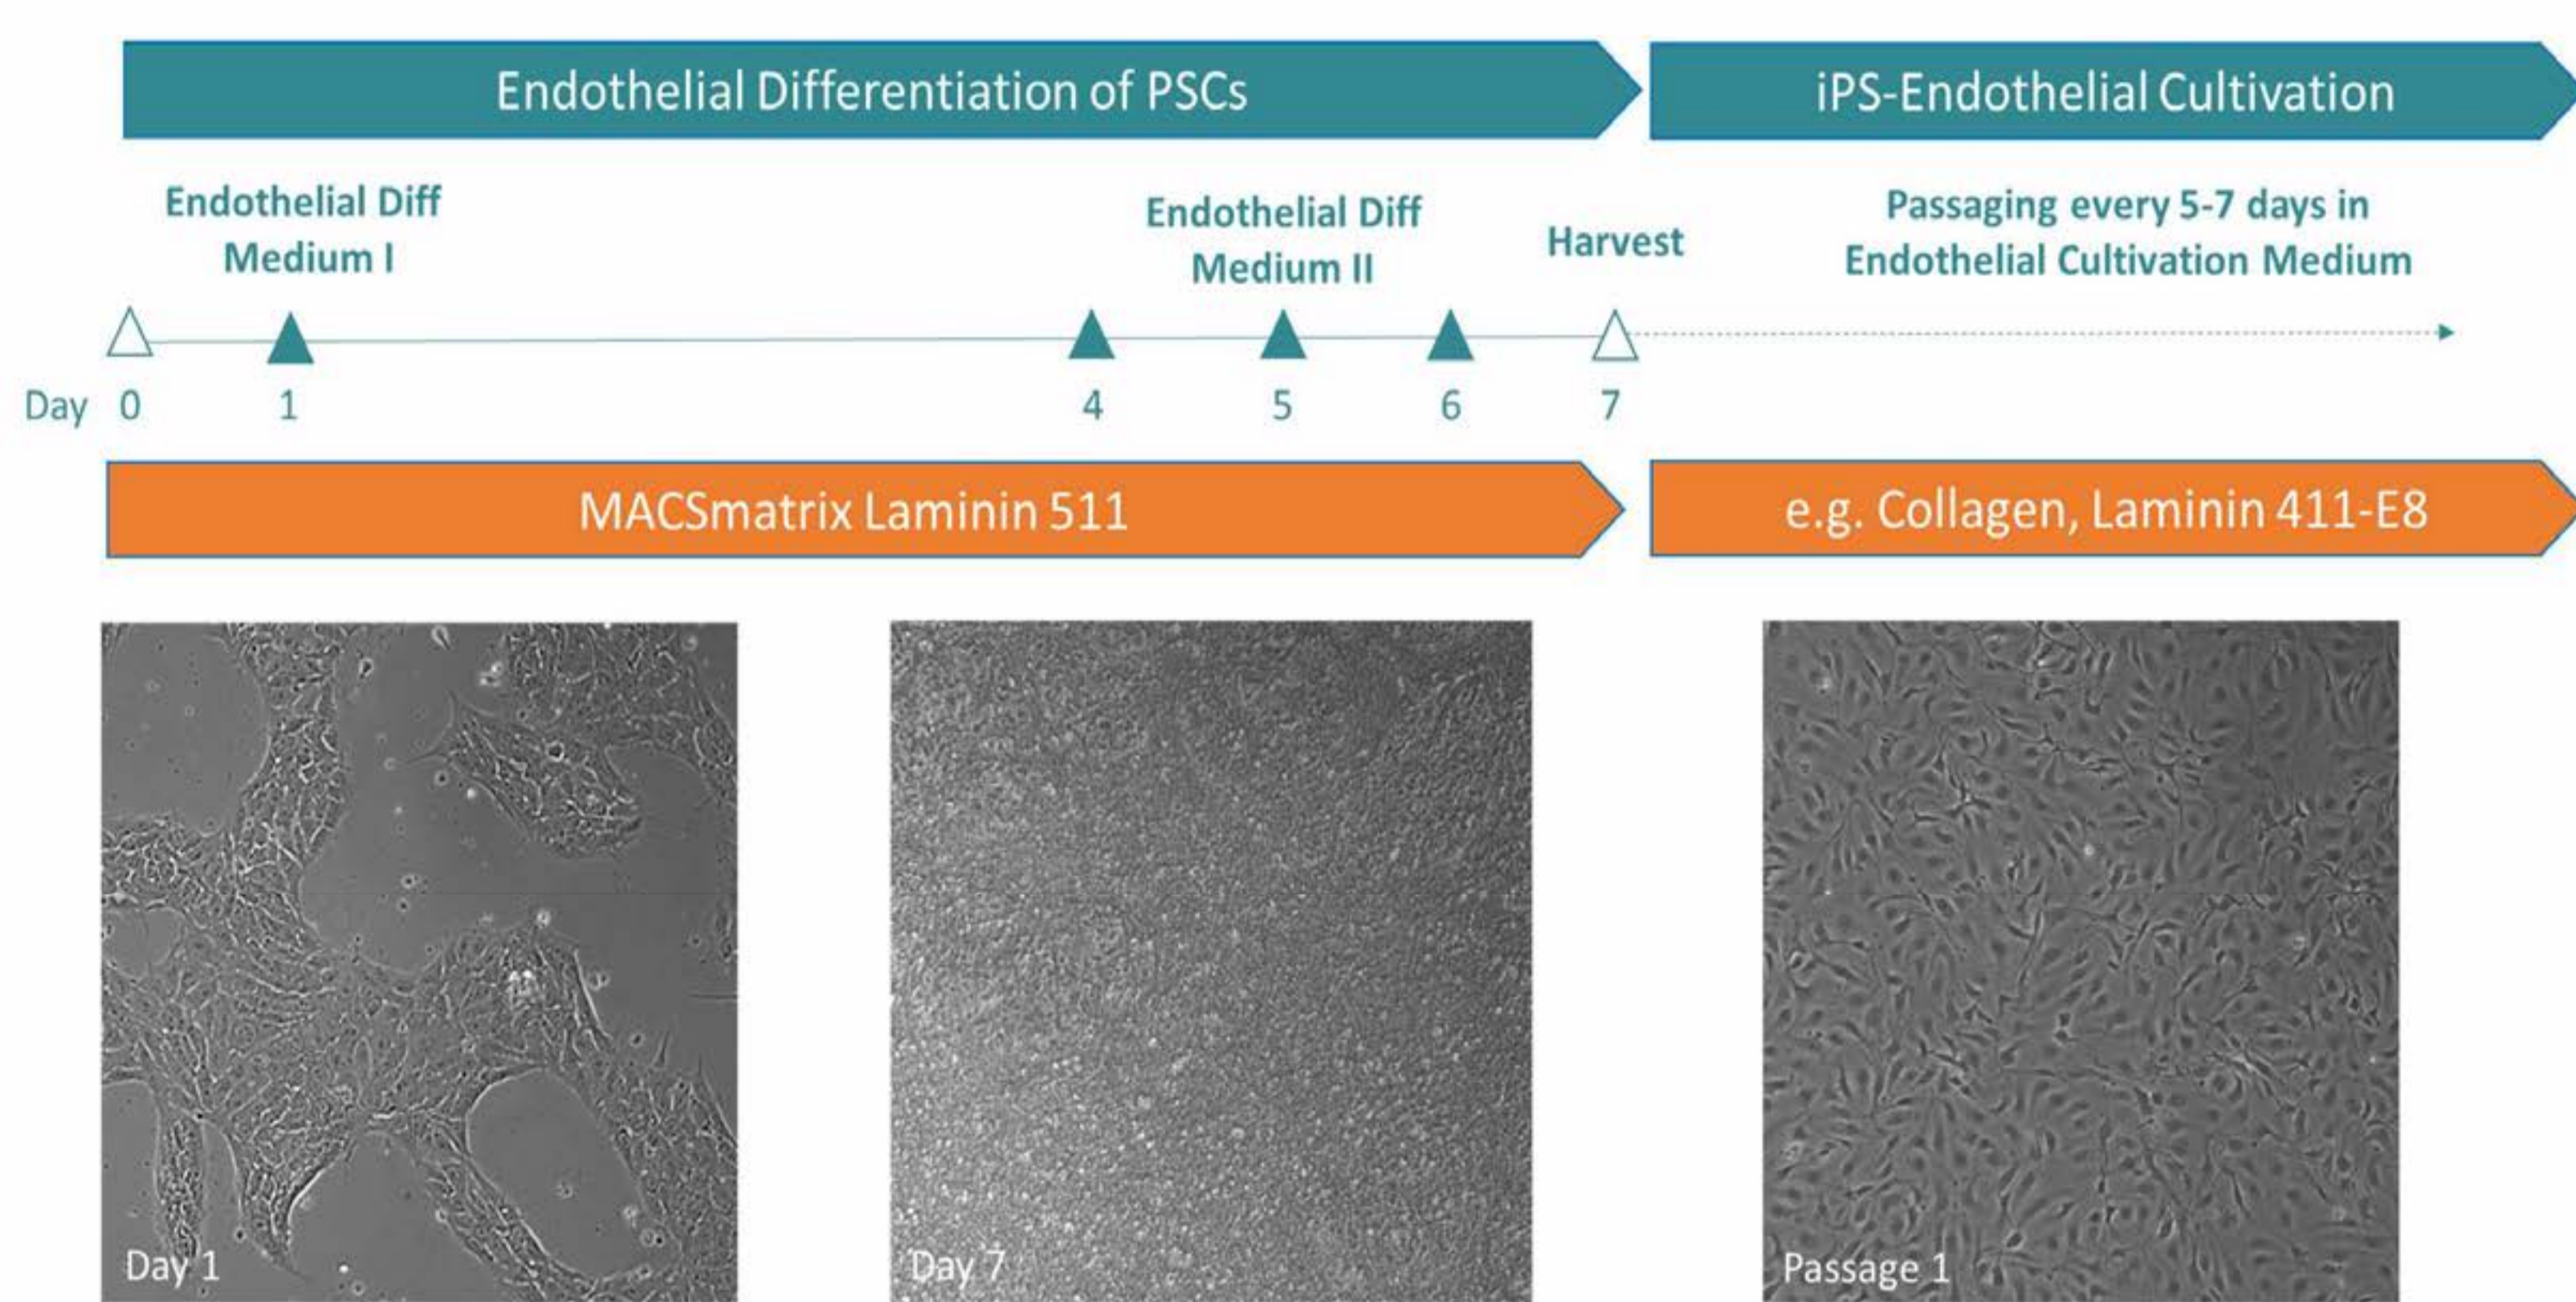 Endothelial Differentiation of PSCs
iPS-Endothelial Cultivation
Endothelial Diff
Medium I
Endothelial Diff
Medium II
Harvest
Passaging every 5-7 days in
Endothelial Cultivation Medium
Day 0 1 4 5 6 7
MACSmatrix Laminin 511
e.g. Collagen, Laminin 411-E8
Day 1
Day 7
Passage 1